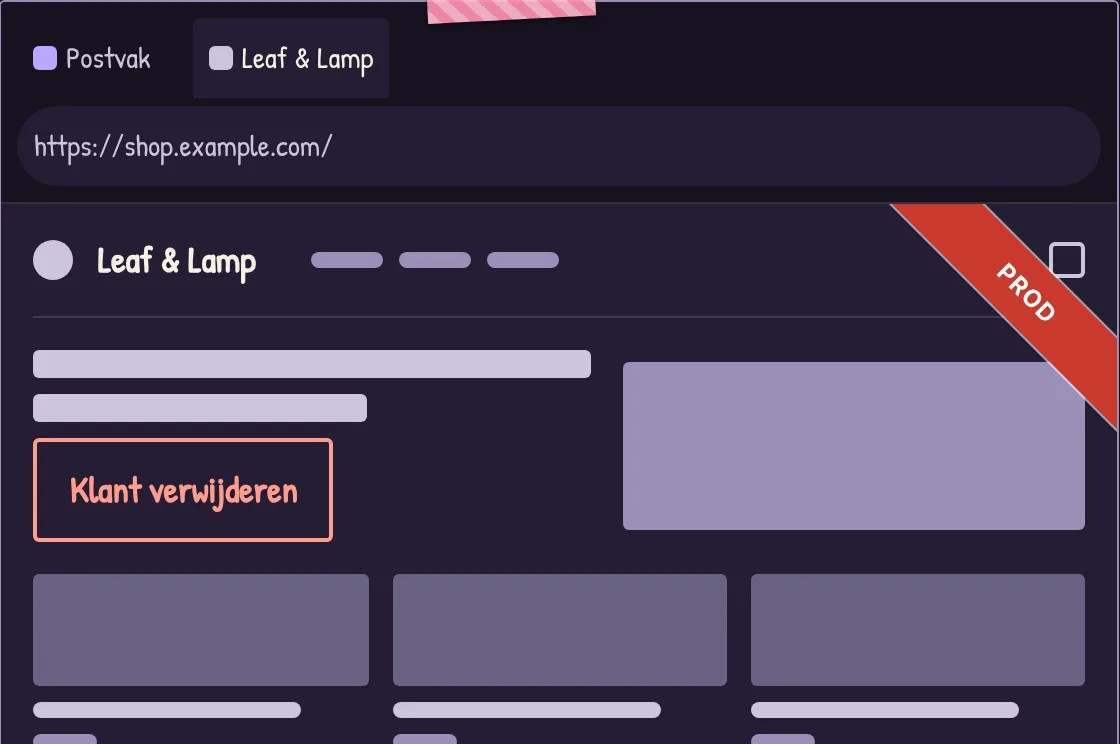 Postvak
Leaf & Lamp
https://shop.example.com/
Leaf & Lamp
PROD
Klant verwijderen